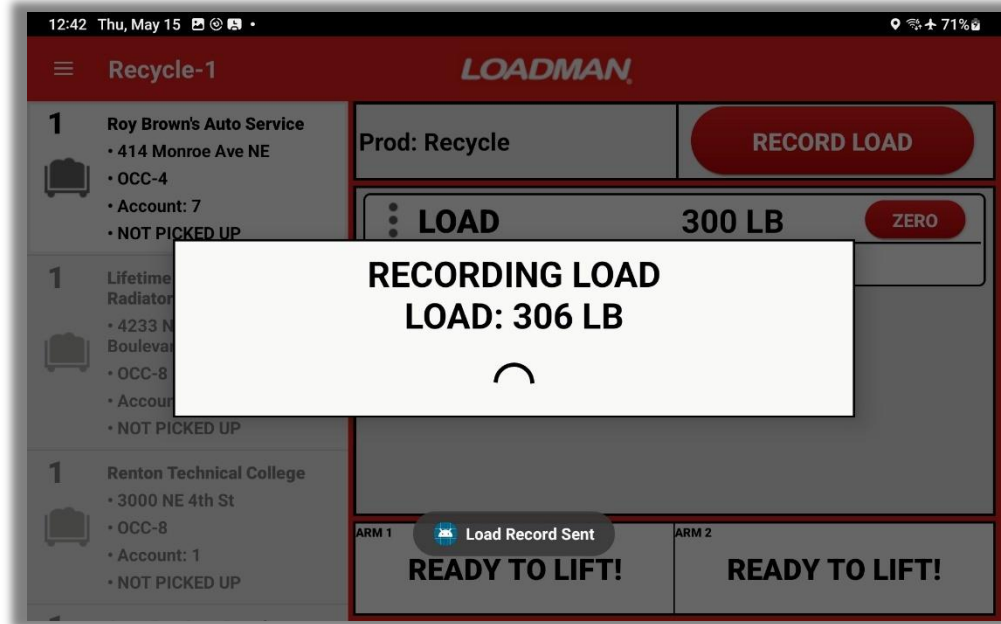 12:42 Thu, May 15
71%
Recycle-1
LOADMAN
1
Roy Brown's Auto Service
• 414 Monroe Ave NE
• OCC-4
• Account: 7
• NOT PICKED UP
1
Lifetime
Radiator
• 4233 N
Boulevar
• OCC-8
• Accoun
• NOT PICKED UP
1
Renton Technical College
• 3000 NE 4th St
• OCC-8
• Account: 1
• NOT PICKED UP
Prod: Recycle
RECORD LOAD
LOAD 300 LB ZERO
RECORDING LOAD
LOAD: 306 LB
Load Record Sent
ARM 1
READY TO LIFT!
ARM 2
READY TO LIFT!